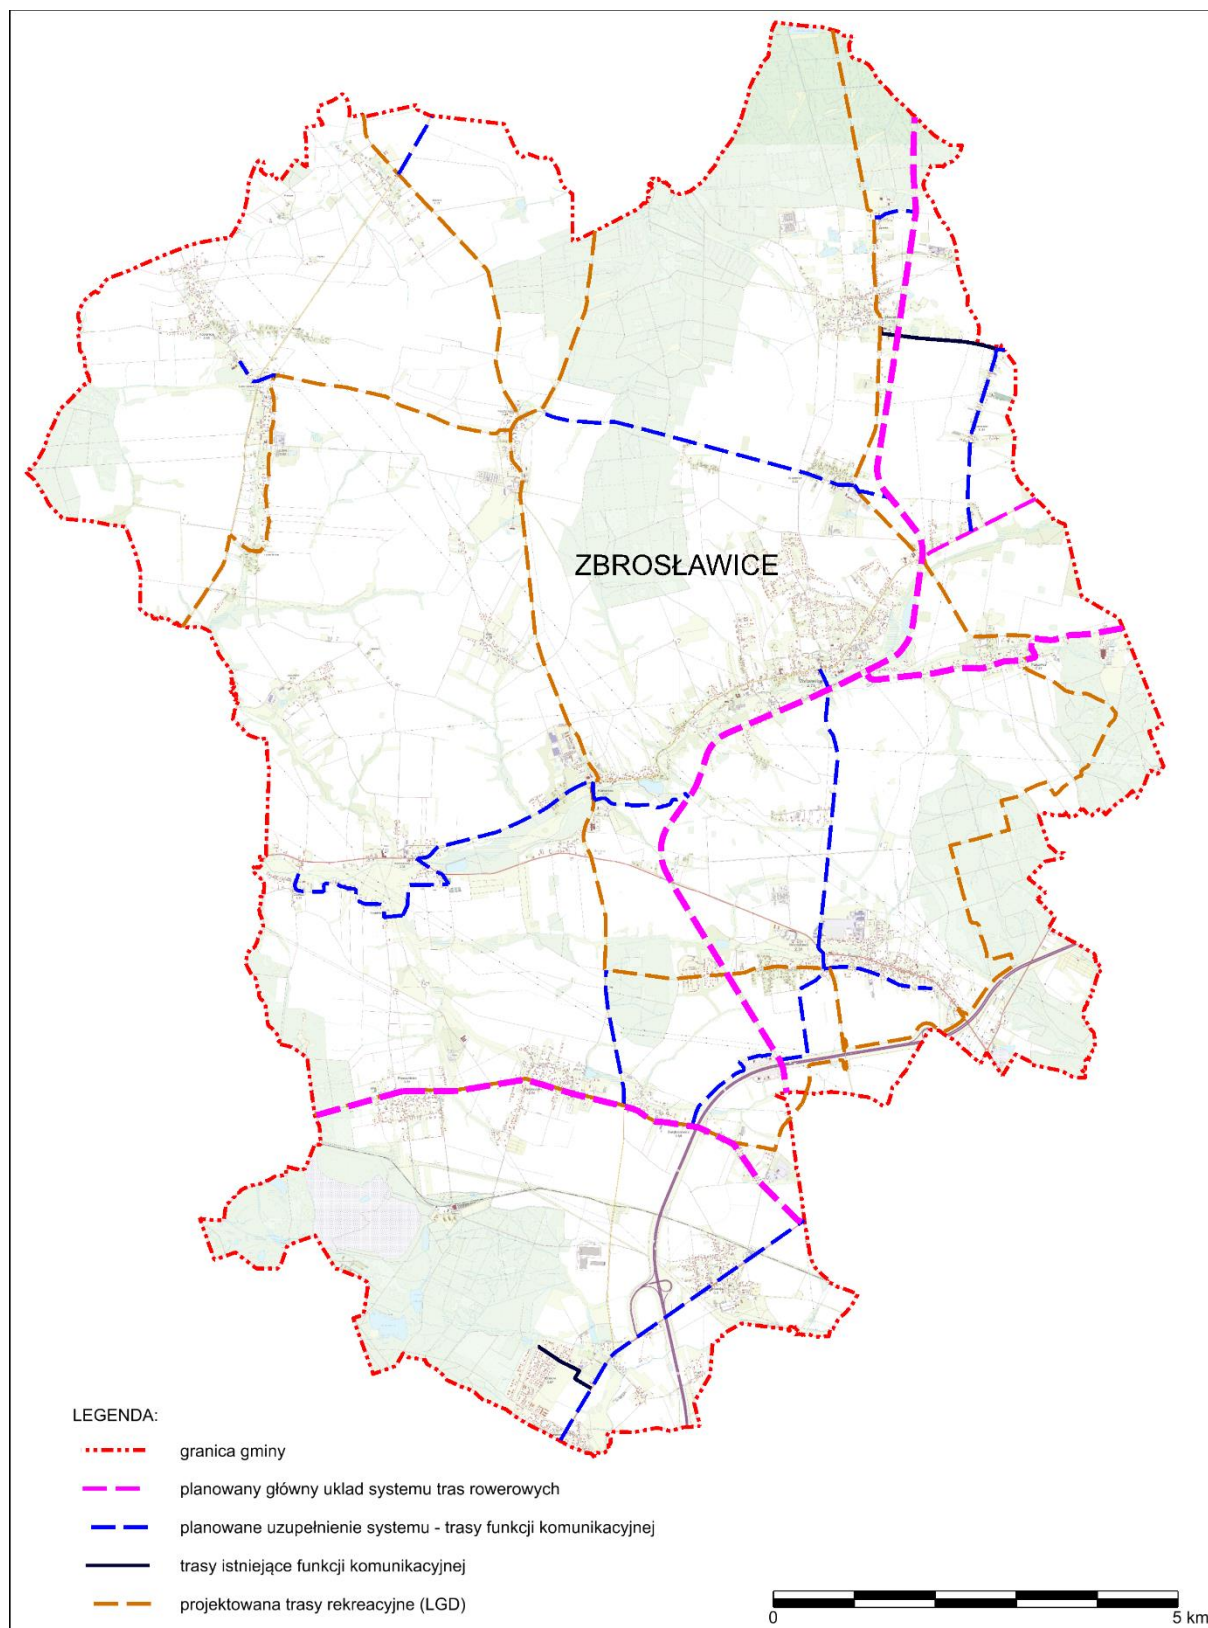 ZBROSŁAWICE
LEGENDA:
granica gminy
planowany główny uklad systemu tras rowerowych
planowane uzupełnienie systemu - trasy funkcji komunikacyjnej
trasy istniejące funkcji komunikacyjnej
projektowana trasy rekreacyjne (LGD)
0 5 km